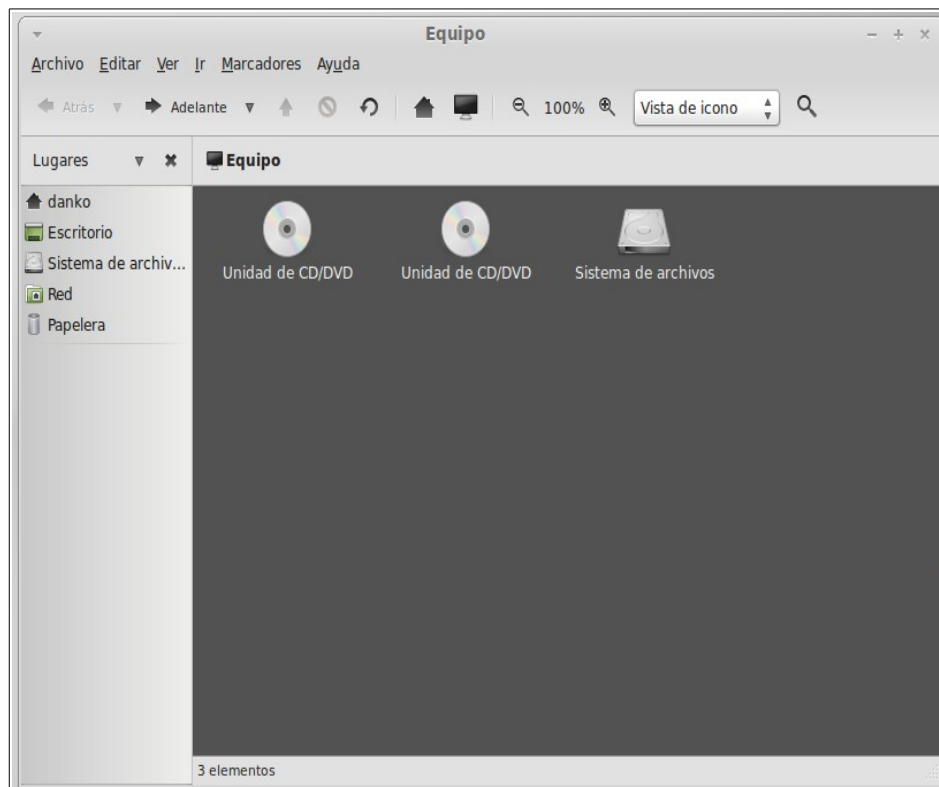 Equipo
Archivo Editar Ver Ir Marcadores Ayuda
Atrás Adelante 100% Vista de icono
Lugares Equipo
danko
Escritorio
Sistema de archiv...
Red
Papelera
Unidad de CD/DVD Unidad de CD/DVD Sistema de archivos
3 elementos